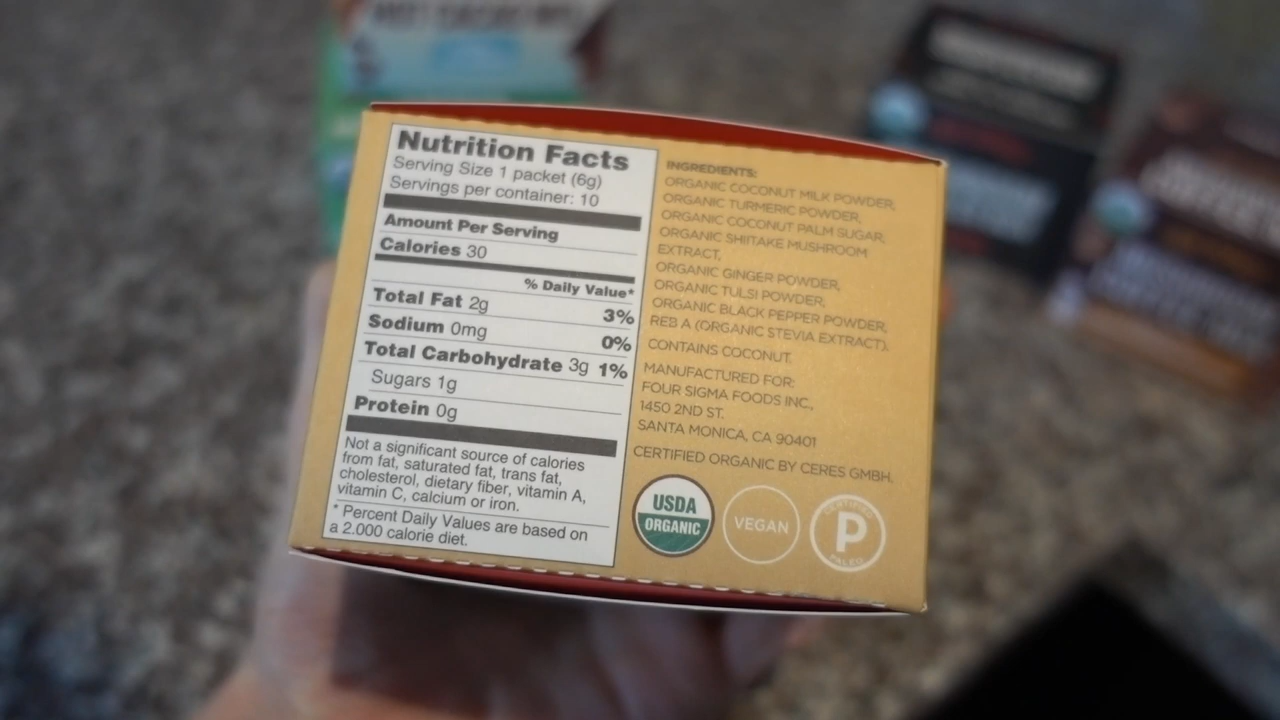 Nutrition Facts
Serving Size 1 packet (6g)
Servings per container: 10
Amount Per Serving
Calories 30
% Daily Value*
Total Fat 2g 3%
Sodium 0mg 0%
Total Carbohydrate 3g 1%
Sugars 1g
Protein 0g
Not a significant source of calories
from fat, saturated fat, trans fat,
cholesterol, dietary fiber, vitamin A,
vitamin C, calcium or iron.
* Percent Daily Values are based on
a 2.000 calorie diet.
INGREDIENTS:
ORGANIC COCONUT MILK POWDER,
ORGANIC TURMERIC POWDER,
ORGANIC COCONUT PALM SUGAR,
ORGANIC SHIITAKE MUSHROOM
EXTRACT,
ORGANIC GINGER POWDER,
ORGANIC TULSI POWDER,
ORGANIC BLACK PEPPER POWDER,
REB A (ORGANIC STEVIA EXTRACT).
CONTAINS COCONUT.
MANUFACTURED FOR:
FOUR SIGMA FOODS INC.,
1450 2ND ST.
SANTA MONICA, CA 90401
CERTIFIED ORGANIC BY CERES GMBH.
USDA
ORGANIC
VEGAN
CERTIFIED
P
PALEO